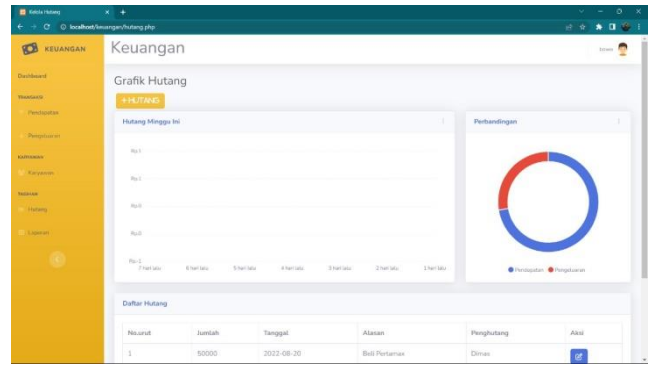 Kelola Hutang
localhost/keuangan/hutang.php
KEUANGAN
Keuangan
Dashboard
TRANSAKSI
Pendapatan
Pengeluaran
KARYAWAN
Karyawan
Hutang
Laporan
Grafik Hutang
+HUTANG
Hutang Minggu Ini
7 hari lalu 6 hari lalu 5 hari lalu 4 hari lalu 3 hari lalu 2 hari lalu 1 hari lalu
Perbandingan
Pendapatan Pengeluaran
Daftar Hutang
No.urut Jumlah Tanggal Alasan Penghutang Aksi
1 50000 2022-08-20 Beli Pertamax Dimas